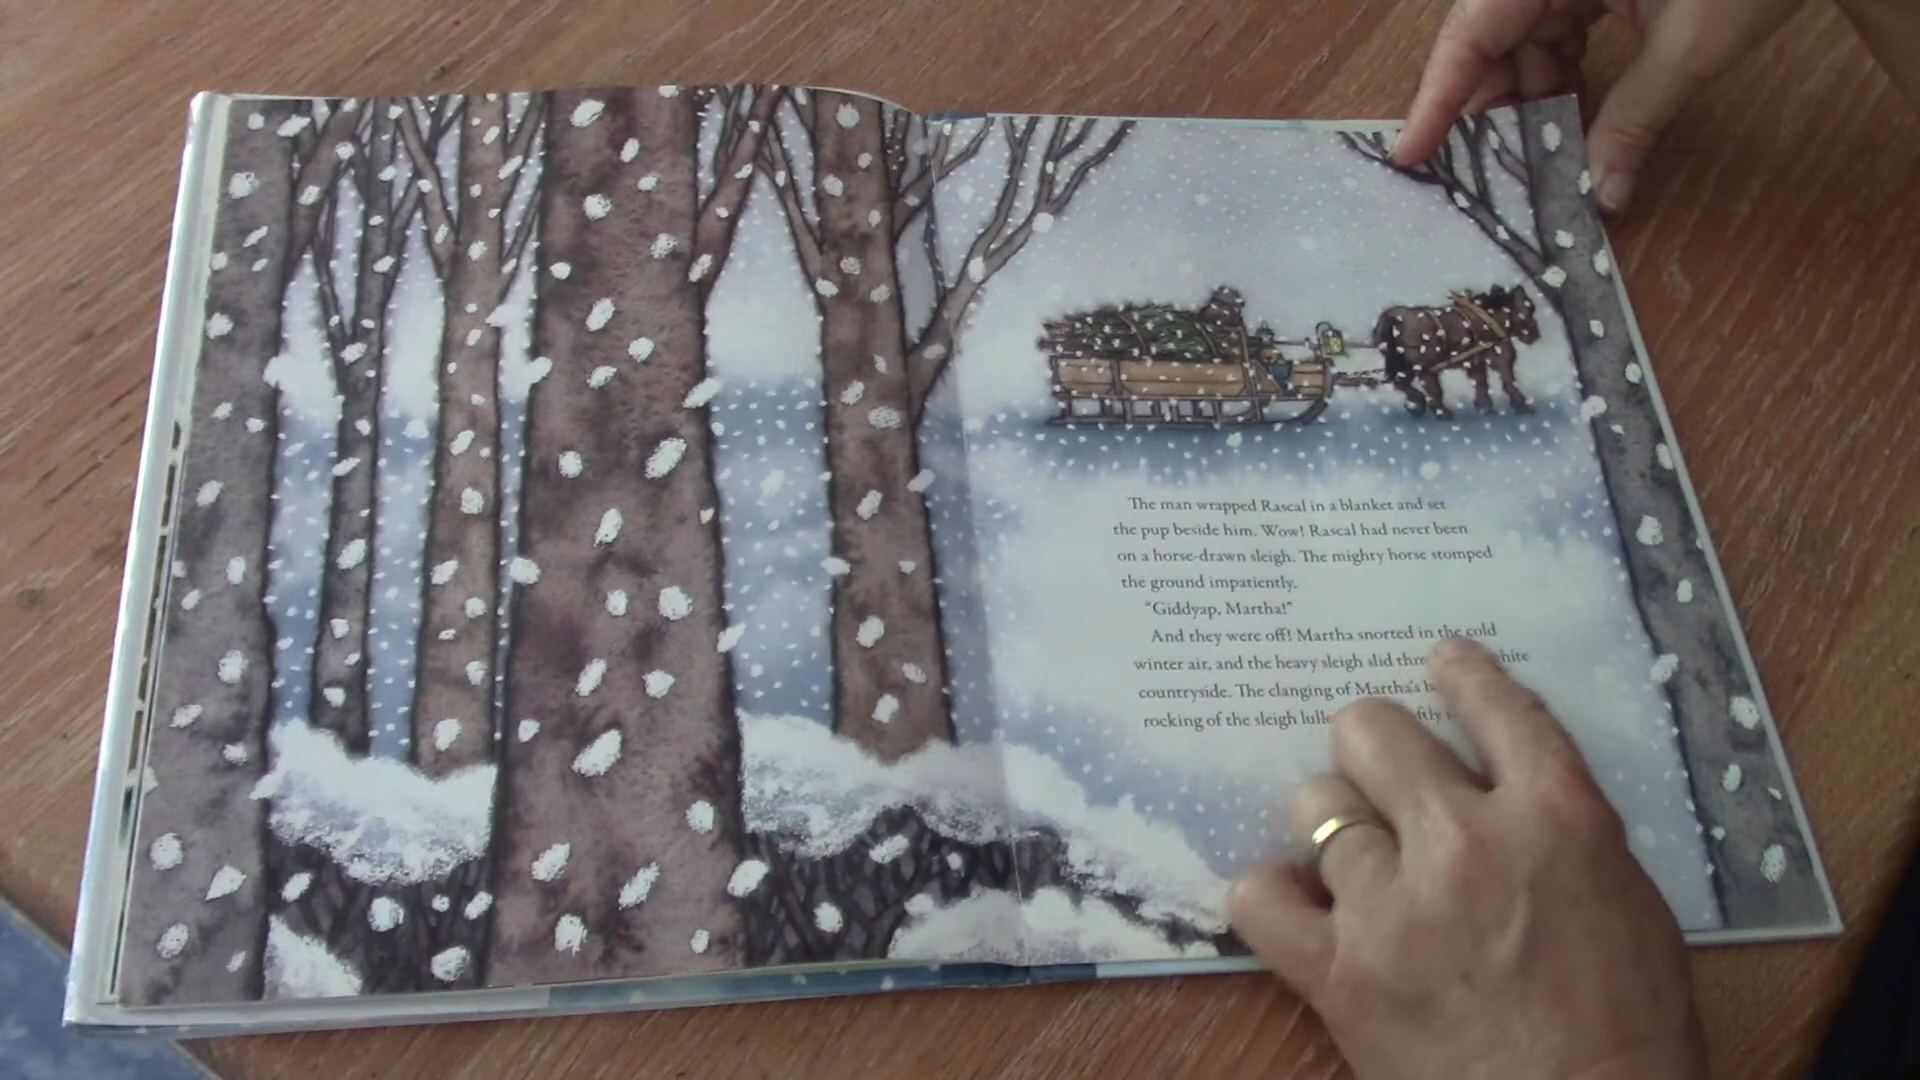 The man wrapped Rascal in a blanket and set
the pup beside him. Wow! Rascal had never been
on a horse-drawn sleigh. The mighty horse stomped
the ground impatiently.
"Giddyap, Martha!"
And they were off! Martha snorted in the cold
winter air, and the heavy sleigh slid
countryside. The clanging of Martha's
rocking of the sleigh